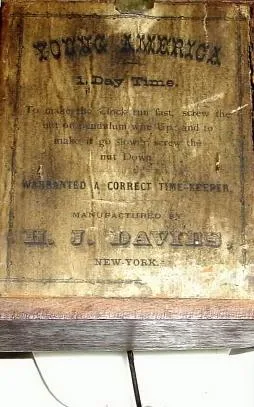 YOUNG AMERICA
1. Day Time.
To make the Clock run fast, screw the
nut on pendulum wire Up; and to
make it go slower, screw the
nut Down
WARRANTED A CORRECT TIME-KEEPER.
MANUFACTURED BY
H. J. DAVIES,
NEW-YORK.